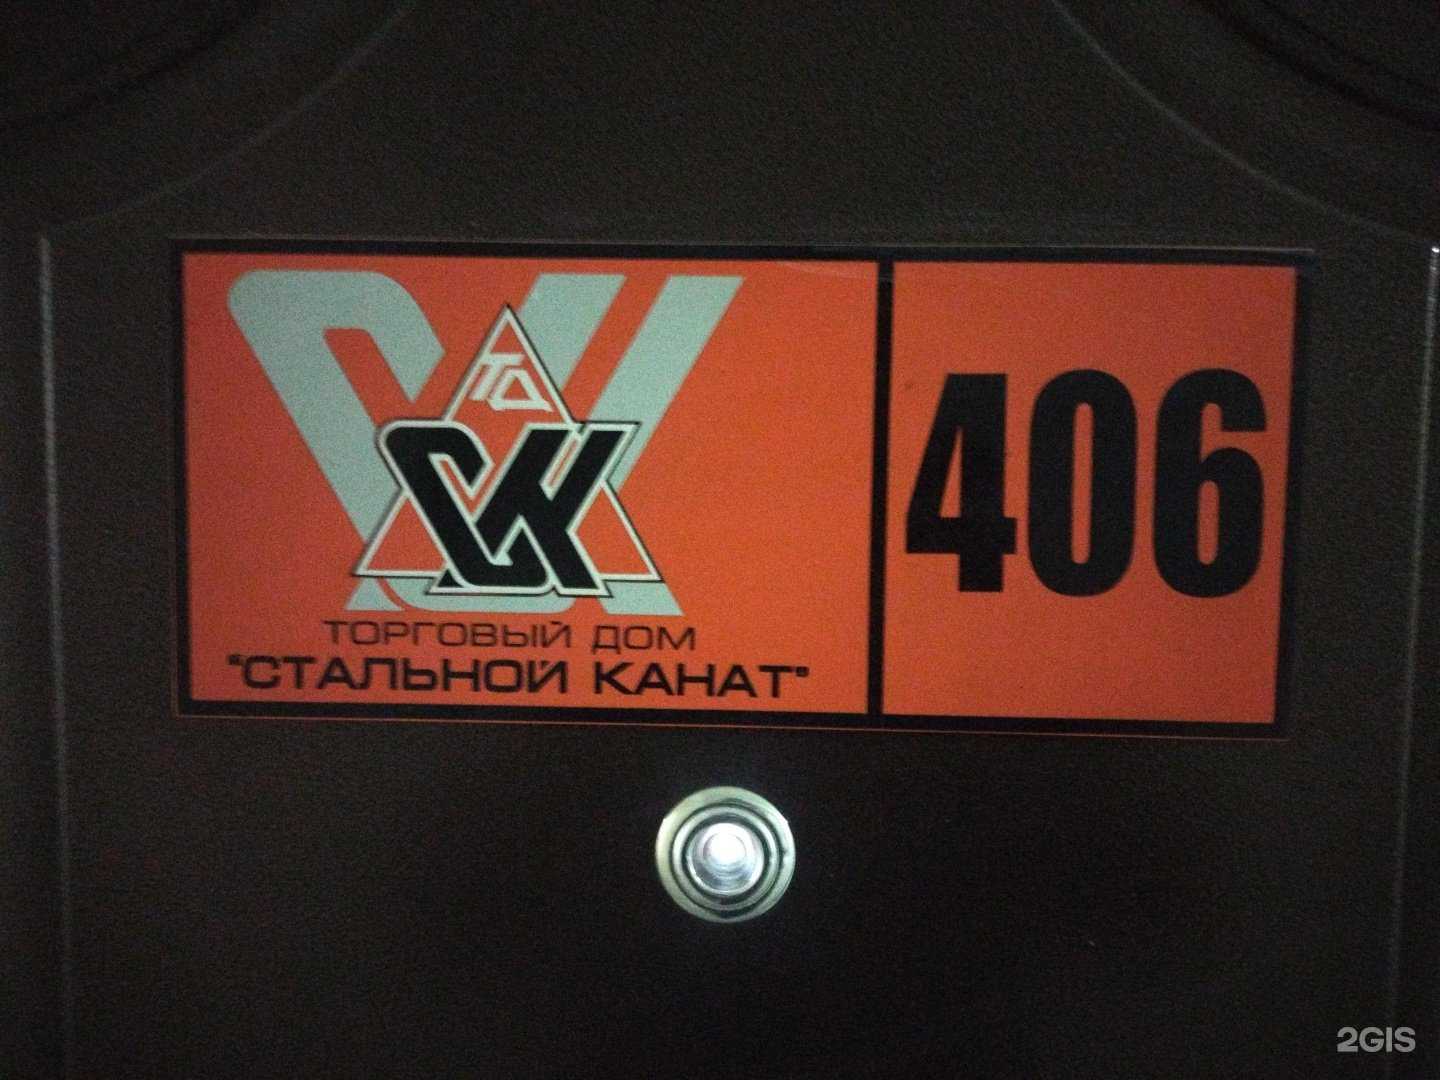 ТД
СК
ТОРГОВЫЙ ДОМ
"СТАЛЬНОЙ КАНАТ"
406
2GIS